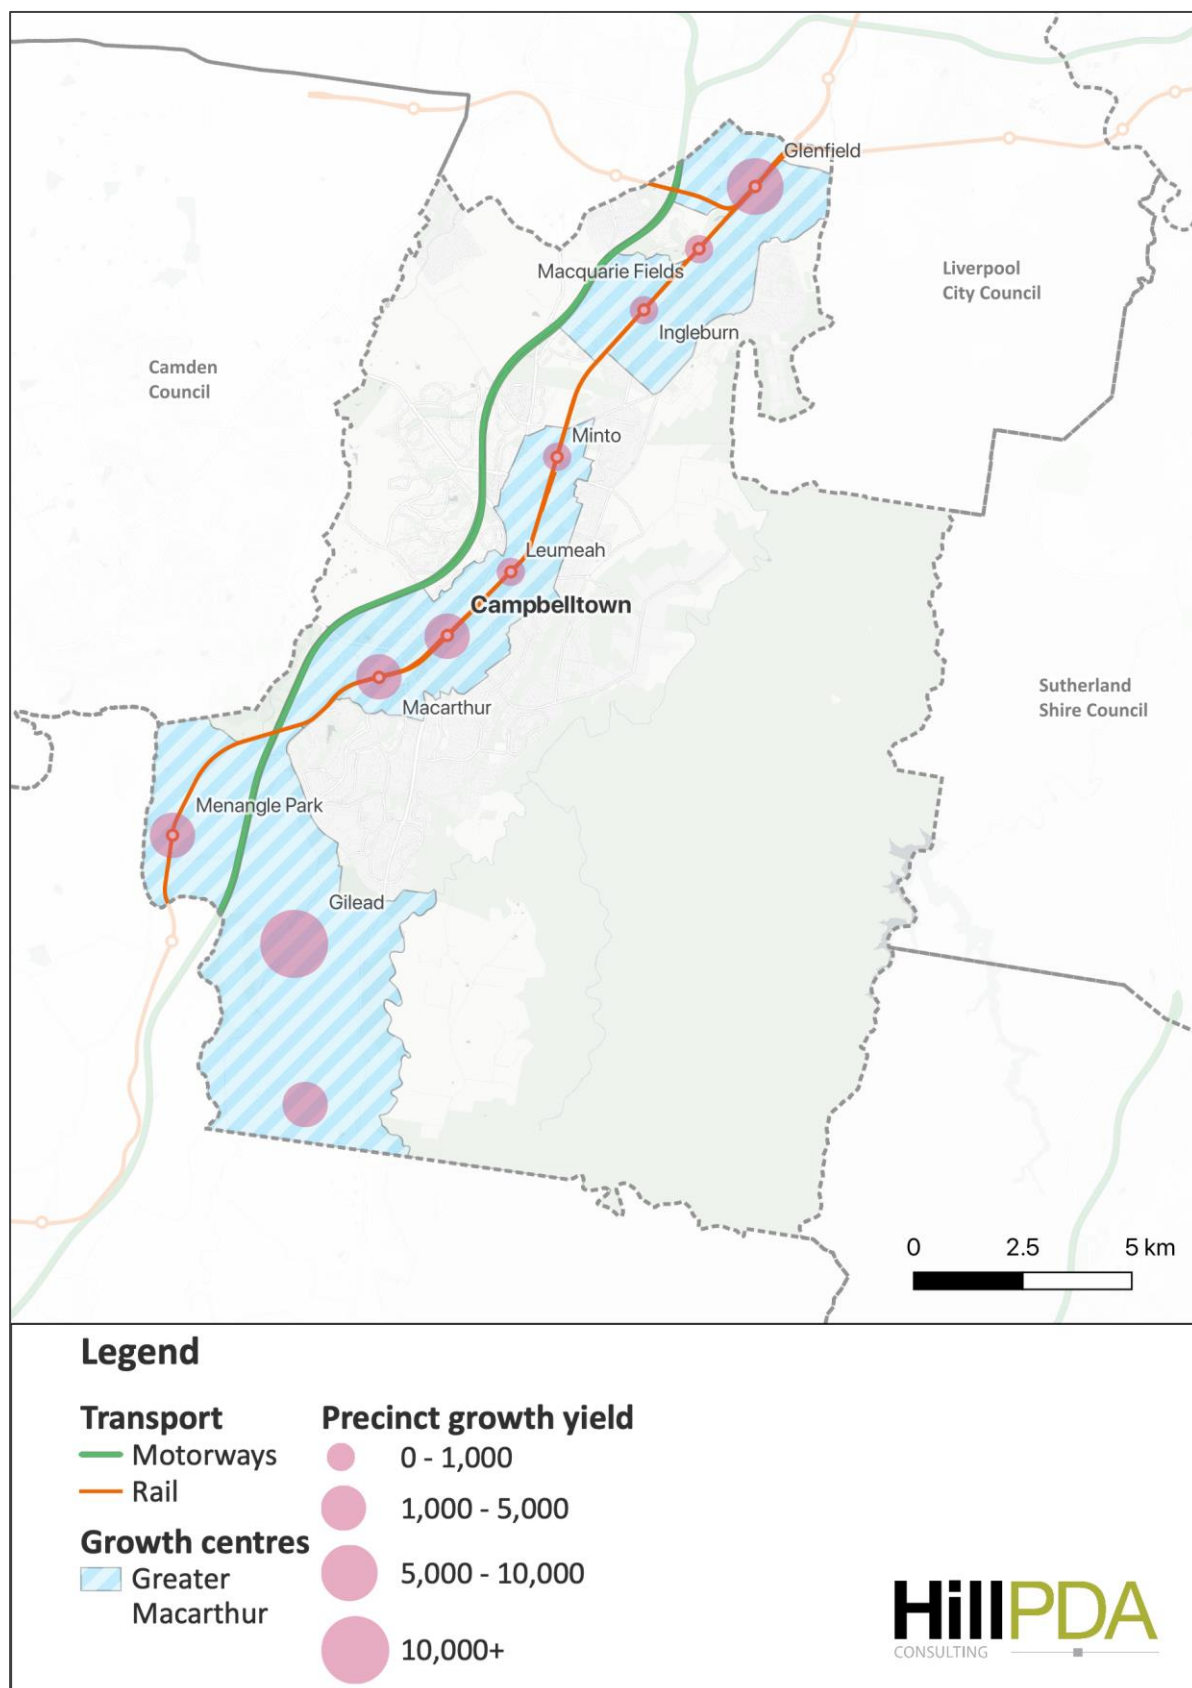 Glenfield
Macquarie Fields
Liverpool
City Council
Ingleburn
Camden
Council
Minto
Leumeah
Campbelltown
Sutherland
Shire Council
Macarthur
Menangle Park
Gilead
0 2.5 5 km
Legend
Transport
Motorways
Rail
Growth centres
Greater
Macarthur
Precinct growth yield
0 - 1,000
1,000 - 5,000
5,000 - 10,000
10,000+
HillPDA
CONSULTING